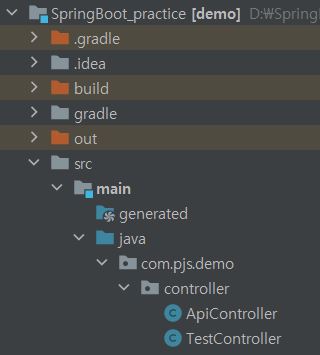 SpringBoot_practice [demo] D:￦Spring
.gradle
.idea
build
gradle
out
src
main
generated
java
com.pjs.demo
controller
ApiController
TestController